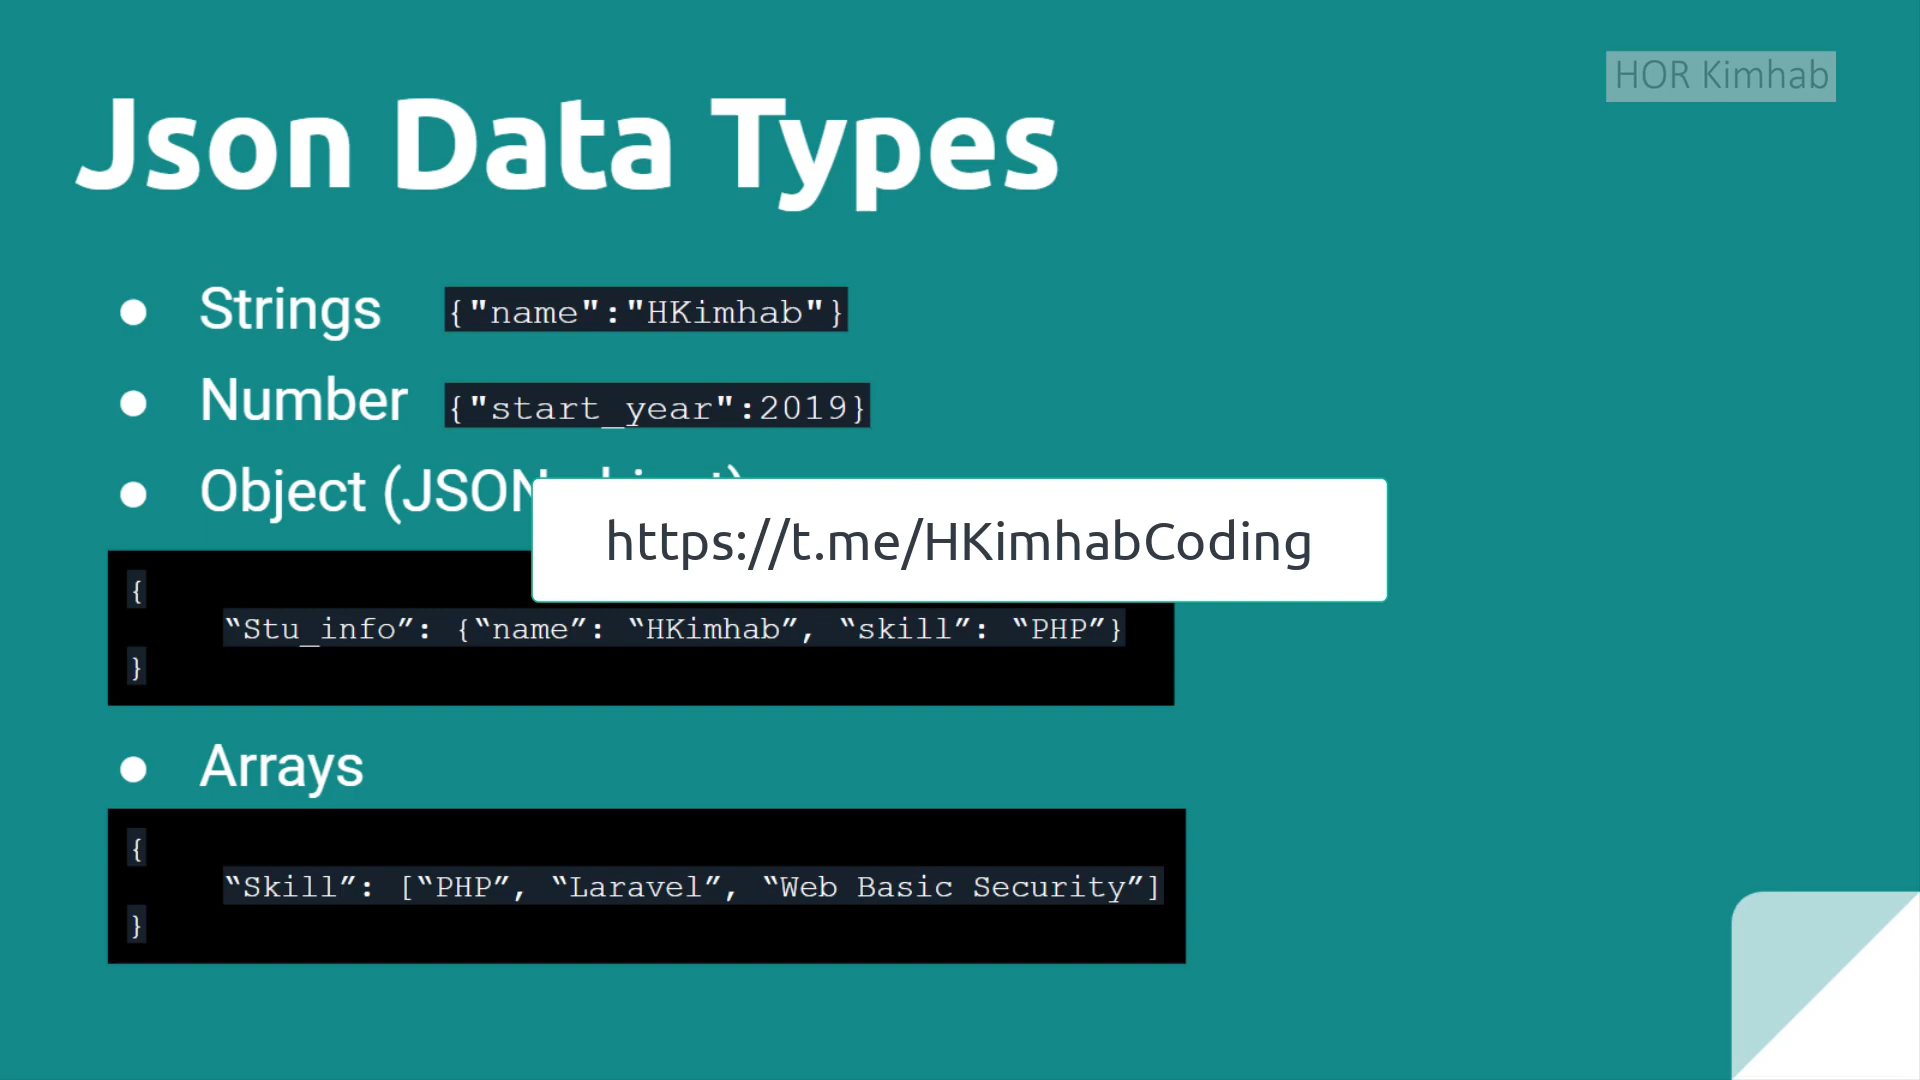 HOR Kimhab
Json Data Types
● Strings {"name":"HKimhab"}
● Number {"start_year":2019}
● Object (JSON
https://t.me/HKimhabCoding
{
“Stu_info”: {“name”: “HKimhab”, “skill”: “PHP”}
}
● Arrays
{
“Skill”: [“PHP”, “Laravel”, “Web Basic Security”]
}